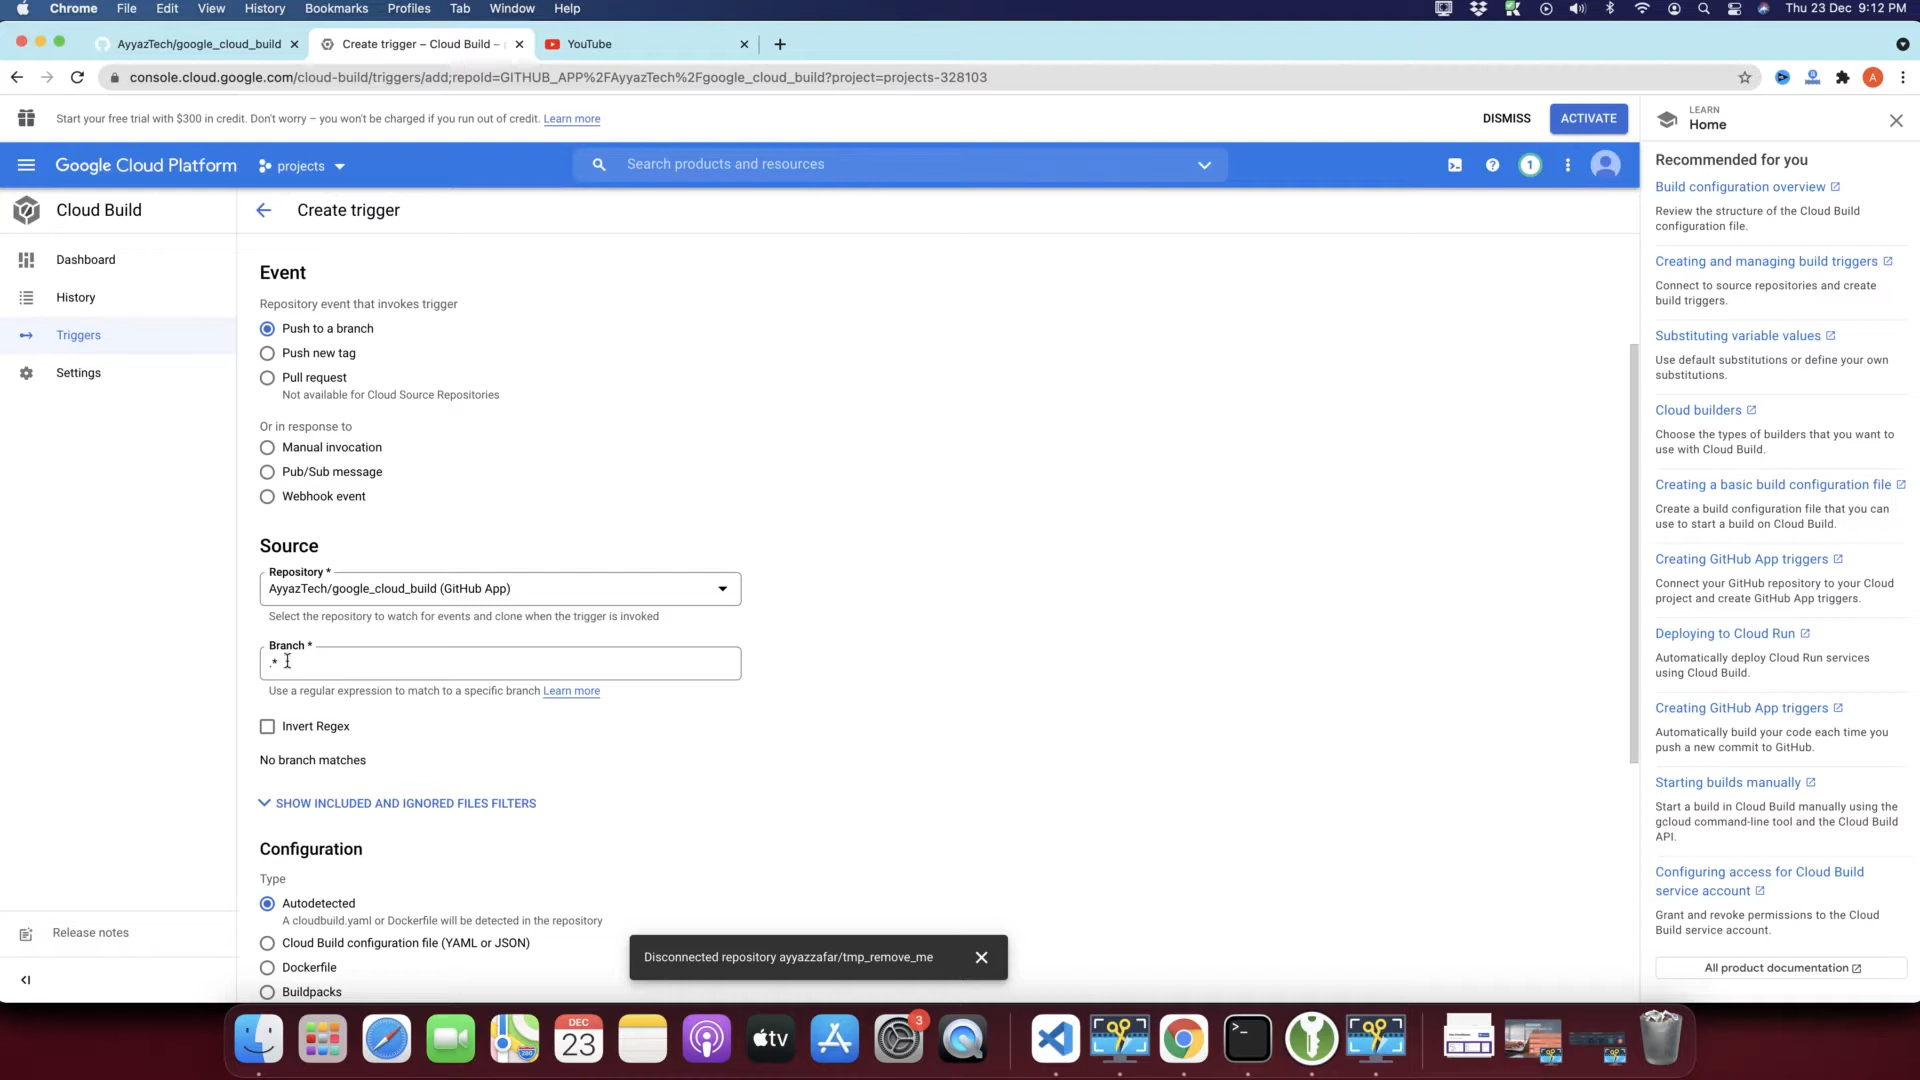 Chrome File Edit View History Bookmarks Profiles Tab Window Help Thu 23 Dec 9:12 PM
AyyazTech/google_cloud_build
Create trigger – Cloud Build –
YouTube
console.cloud.google.com/cloud-build/triggers/add;repoId=GITHUB_APP%2FAyyazTech%2Fgoogle_cloud_build?project=projects-328103
A
Start your free trial with $300 in credit. Don't worry – you won't be charged if you run out of credit. Learn more
DISMISS
ACTIVATE
Google Cloud Platform
projects
Search products and resources
1
Cloud Build
Dashboard
History
Triggers
Settings
Release notes
Create trigger
Event
Repository event that invokes trigger
Push to a branch
Push new tag
Pull request
Not available for Cloud Source Repositories
Or in response to
Manual invocation
Pub/Sub message
Webhook event
Source
Repository *
AyyazTech/google_cloud_build (GitHub App)
Select the repository to watch for events and clone when the trigger is invoked
Branch *
.*
Use a regular expression to match to a specific branch Learn more
Invert Regex
No branch matches
SHOW INCLUDED AND IGNORED FILES FILTERS
Configuration
Type
Autodetected
A cloudbuild.yaml or Dockerfile will be detected in the repository
Cloud Build configuration file (YAML or JSON)
Dockerfile
Buildpacks
Disconnected repository ayyazzafar/tmp_remove_me
LEARN
Home
Recommended for you
Build configuration overview
Review the structure of the Cloud Build
configuration file.
Creating and managing build triggers
Connect to source repositories and create
build triggers.
Substituting variable values
Use default substitutions or define your own
substitutions.
Cloud builders
Choose the types of builders that you want to
use with Cloud Build.
Creating a basic build configuration file
Create a build configuration file that you can
use to start a build on Cloud Build.
Creating GitHub App triggers
Connect your GitHub repository to your Cloud
project and create GitHub App triggers.
Deploying to Cloud Run
Automatically deploy Cloud Run services
using Cloud Build.
Creating GitHub App triggers
Automatically build your code each time you
push a new commit to GitHub.
Starting builds manually
Start a build in Cloud Build manually using the
gcloud command-line tool and the Cloud Build
API.
Configuring access for Cloud Build
service account
Grant and revoke permissions to the Cloud
Build service account.
All product documentation
DEC
23
tv
3